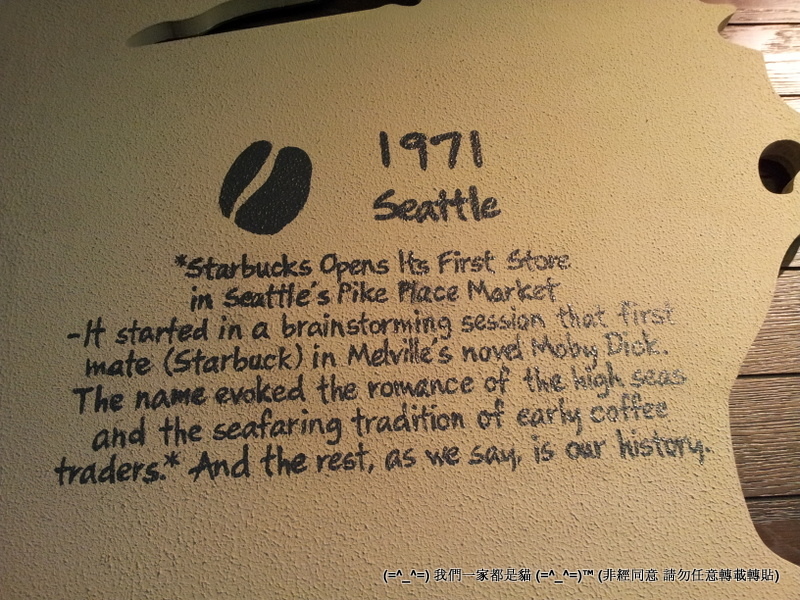 1971
Seattle
*Starbucks Opens Its First Store
in Seattle's Pike Place Market
-It started in a brainstorming session that first
mate (Starbuck) in Melville's novel Moby Dick.
The name evoked the romance of the high seas
and the seafaring tradition of early coffee
traders.* And the rest, as we say, is our history.
(=^_^=) 我們一家都是貓 (=^_^=)™ (非經同意 請勿任意轉載轉貼)